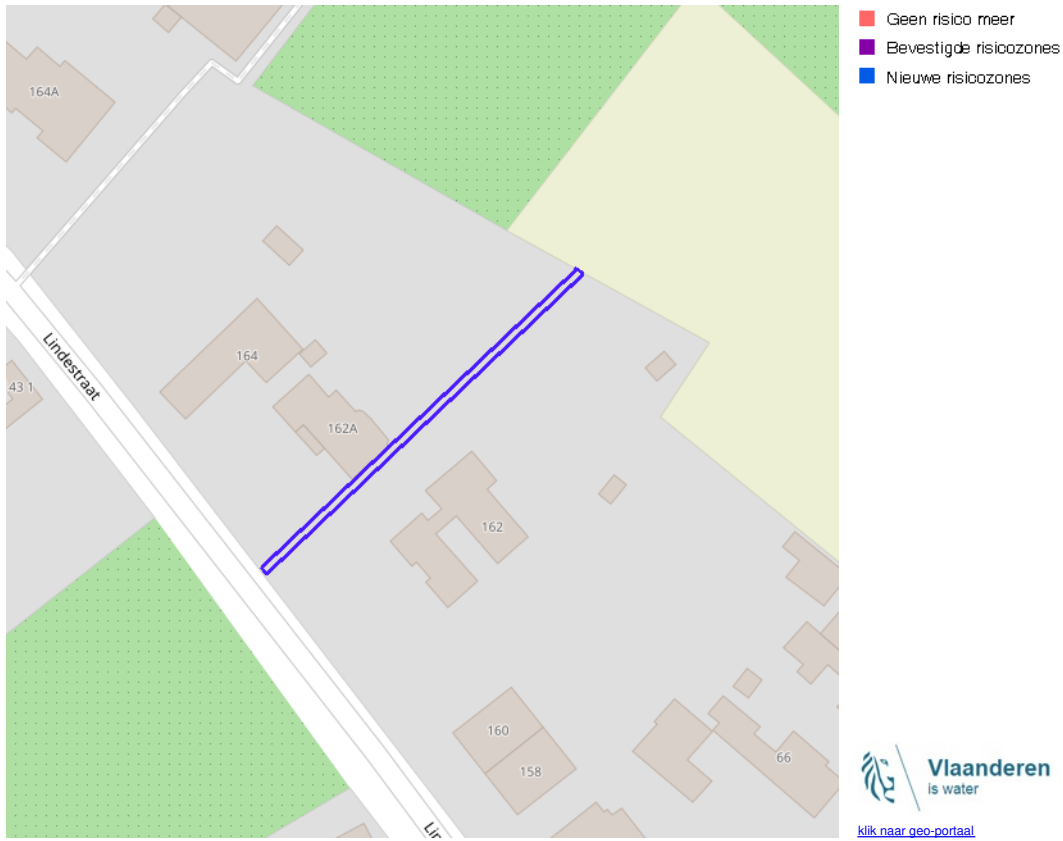 Geen risico meer
Bevestigde risicozones
Nieuwe risicozones
164A
164
Lindestraat
43 1
162A
162
160
158
66
Lin
Vlaanderen
is water
klik naar geo-portaal